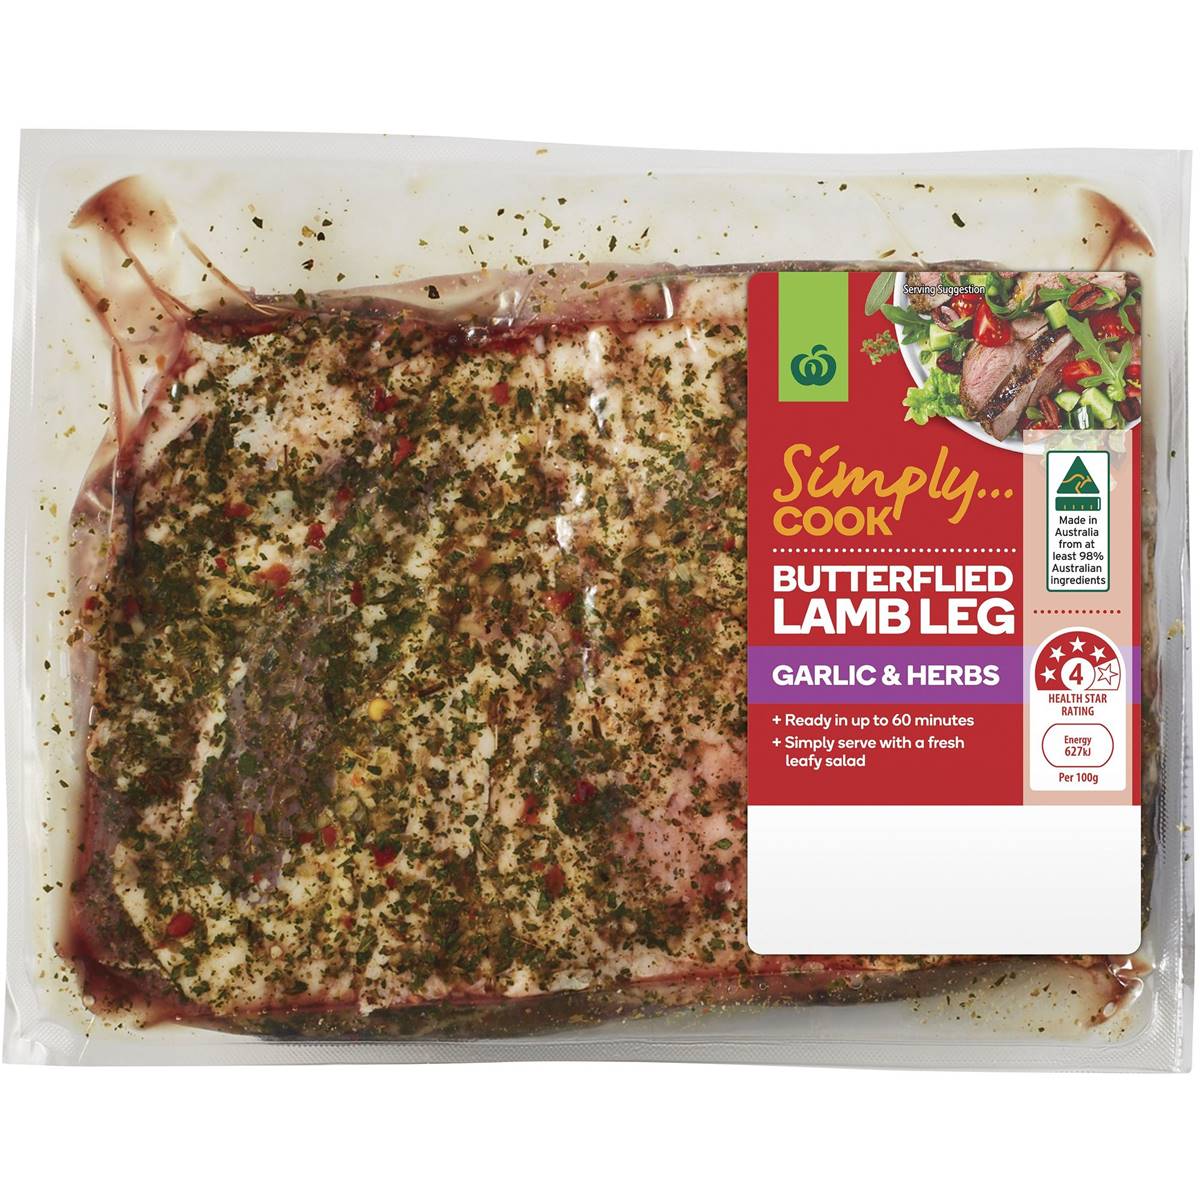 Serving Suggestion
Simply...
COOK
BUTTERFLIED
LAMB LEG
GARLIC & HERBS
+ Ready in up to 60 minutes
+ Simply serve with a fresh
leafy salad
Made in
Australia
from at
least 98%
Australian
ingredients
4
HEALTH STAR
RATING
Energy
627kJ
Per 100g